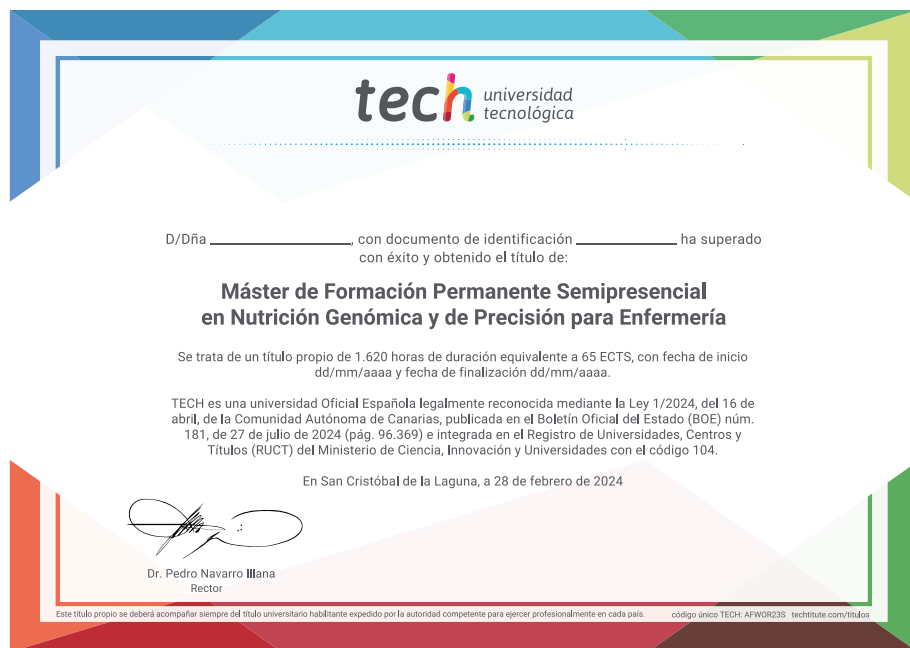 tech universidad
tecnológica
D/Dña ____________________, con documento de identificación ______________ ha superado
con éxito y obtenido el título de:
Máster de Formación Permanente Semipresencial
en Nutrición Genómica y de Precisión para Enfermería
Se trata de un título propio de 1.620 horas de duración equivalente a 65 ECTS, con fecha de inicio
dd/mm/aaaa y fecha de finalización dd/mm/aaaa.
TECH es una universidad Oficial Española legalmente reconocida mediante la Ley 1/2024, del 16 de
abril, de la Comunidad Autónoma de Canarias, publicada en el Boletín Oficial del Estado (BOE) núm.
181, de 27 de julio de 2024 (pág. 96.369) e integrada en el Registro de Universidades, Centros y
Títulos (RUCT) del Ministerio de Ciencia, Innovación y Universidades con el código 104.
En San Cristóbal de la Laguna, a 28 de febrero de 2024
Dr. Pedro Navarro Illana
Rector
Este título propio se deberá acompañar siempre del título universitario habilitante expedido por la autoridad competente para ejercer profesionalmente en cada país. código único TECH: AFWOR23S techtitute.com/titulos